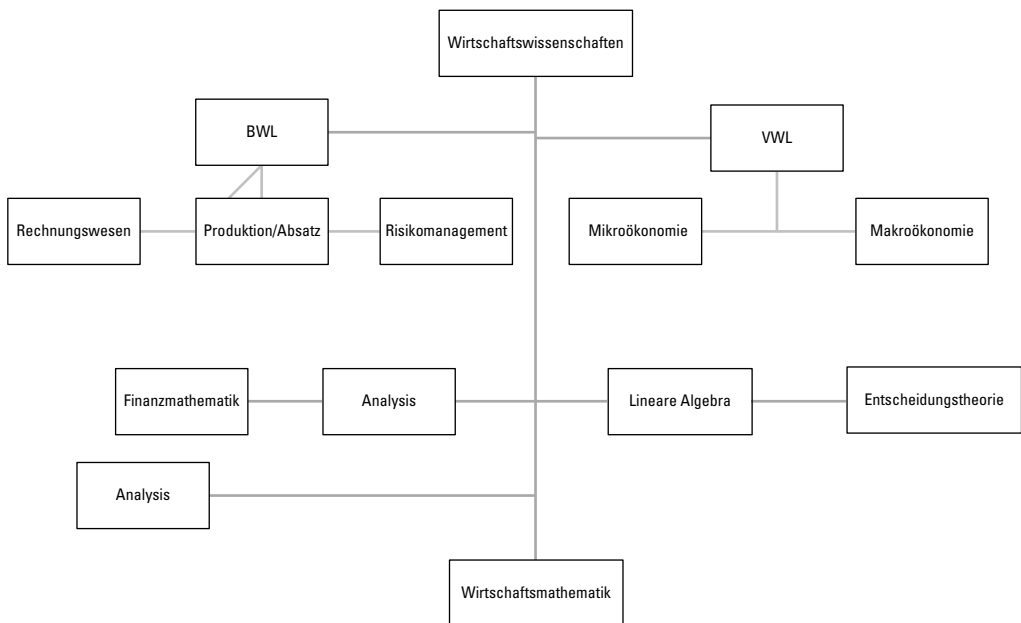 Wirtschaftswissenschaften
BWL
VWL
Rechnungswesen
Produktion/Absatz
Risikomanagement
Mikroökonomie
Makroökonomie
Finanzmathematik
Analysis
Lineare Algebra
Entscheidungstheorie
Analysis
Wirtschaftsmathematik